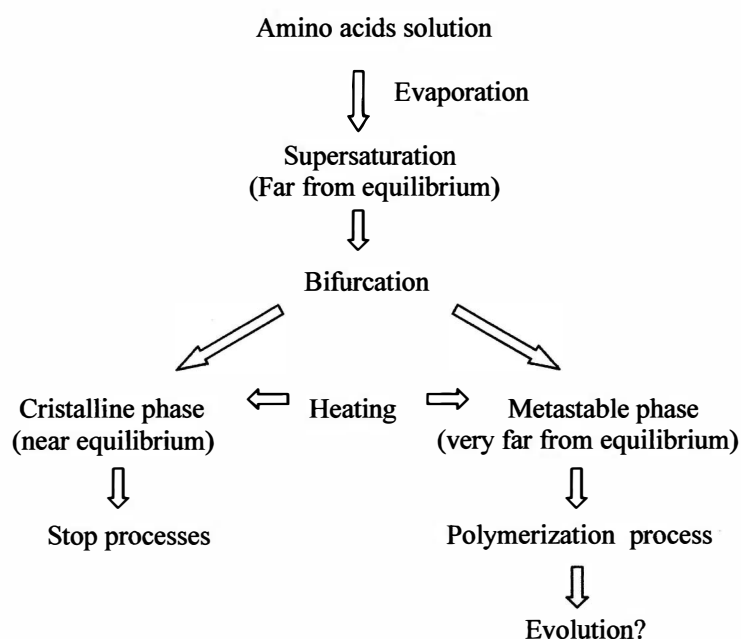 Amino acids solution
Evaporation
Supersaturation
(Far from equilibrium)
Bifurcation
Cristalline phase
(near equilibrium)
Heating
Metastable phase
(very far from equilibrium)
Stop processes
Polymerization process
Evolution?